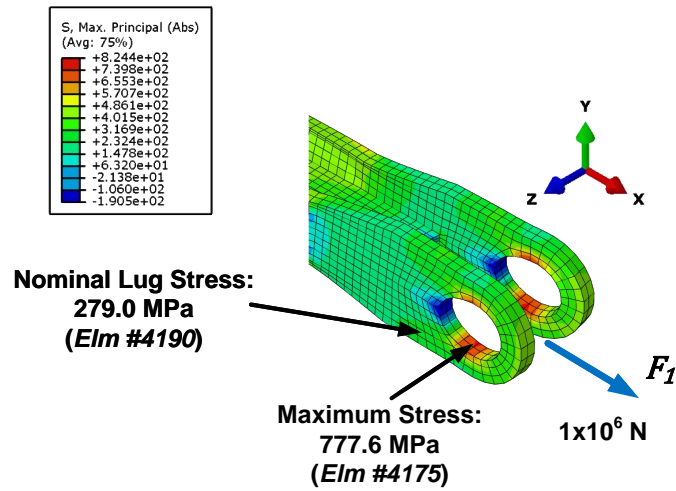 S, Max. Principal (Abs)
(Avg: 75%)
+8.244e+02
+7.398e+02
+6.553e+02
+5.707e+02
+4.861e+02
+4.015e+02
+3.169e+02
+2.324e+02
+1.478e+02
+6.320e+01
-2.138e+01
-1.060e+02
-1.905e+02
Y
Z
X
Nominal Lug Stress:
279.0 MPa
(Elm #4190)
F₁
1x10⁶ N
Maximum Stress:
777.6 MPa
(Elm #4175)